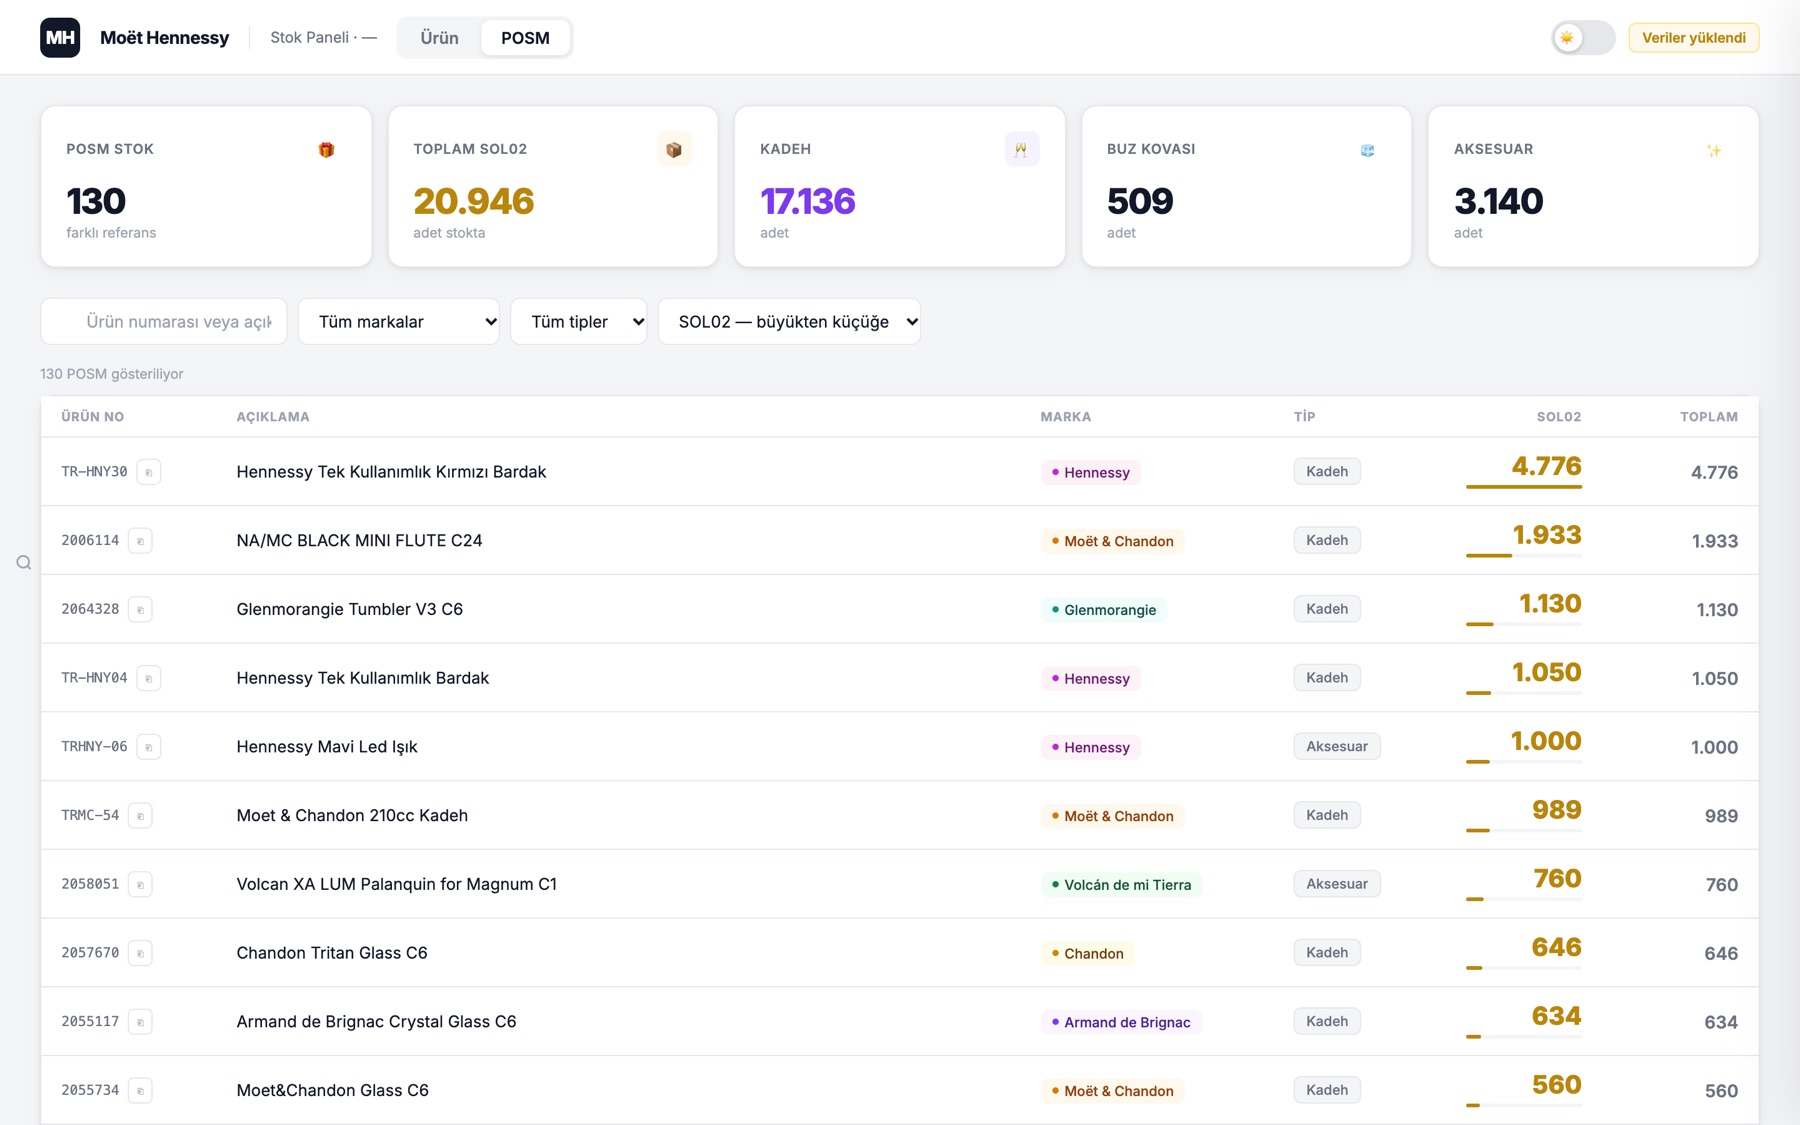 MH Moët Hennessy Stok Paneli · — Ürün POSM Veriler yüklendi
POSM STOK
130
farklı referans
TOPLAM SOL02
20.946
adet stokta
KADEH
17.136
adet
BUZ KOVASI
509
adet
AKSESUAR
3.140
adet
Ürün numarası veya açık Tüm markalar Tüm tipler SOL02 — büyükten küçüğe
130 POSM gösteriliyor
ÜRÜN NO AÇIKLAMA MARKA TİP SOL02 TOPLAM
TR-HNY30 Hennessy Tek Kullanımlık Kırmızı Bardak Hennessy Kadeh 4.776 4.776
2006114 NA/MC BLACK MINI FLUTE C24 Moët & Chandon Kadeh 1.933 1.933
2064328 Glenmorangie Tumbler V3 C6 Glenmorangie Kadeh 1.130 1.130
TR-HNY04 Hennessy Tek Kullanımlık Bardak Hennessy Kadeh 1.050 1.050
TRHNY-06 Hennessy Mavi Led Işık Hennessy Aksesuar 1.000 1.000
TRMC-54 Moet & Chandon 210cc Kadeh Moët & Chandon Kadeh 989 989
2058051 Volcan XA LUM Palanquin for Magnum C1 Volcán de mi Tierra Aksesuar 760 760
2057670 Chandon Tritan Glass C6 Chandon Kadeh 646 646
2055117 Armand de Brignac Crystal Glass C6 Armand de Brignac Kadeh 634 634
2055734 Moet&Chandon Glass C6 Moët & Chandon Kadeh 560 560